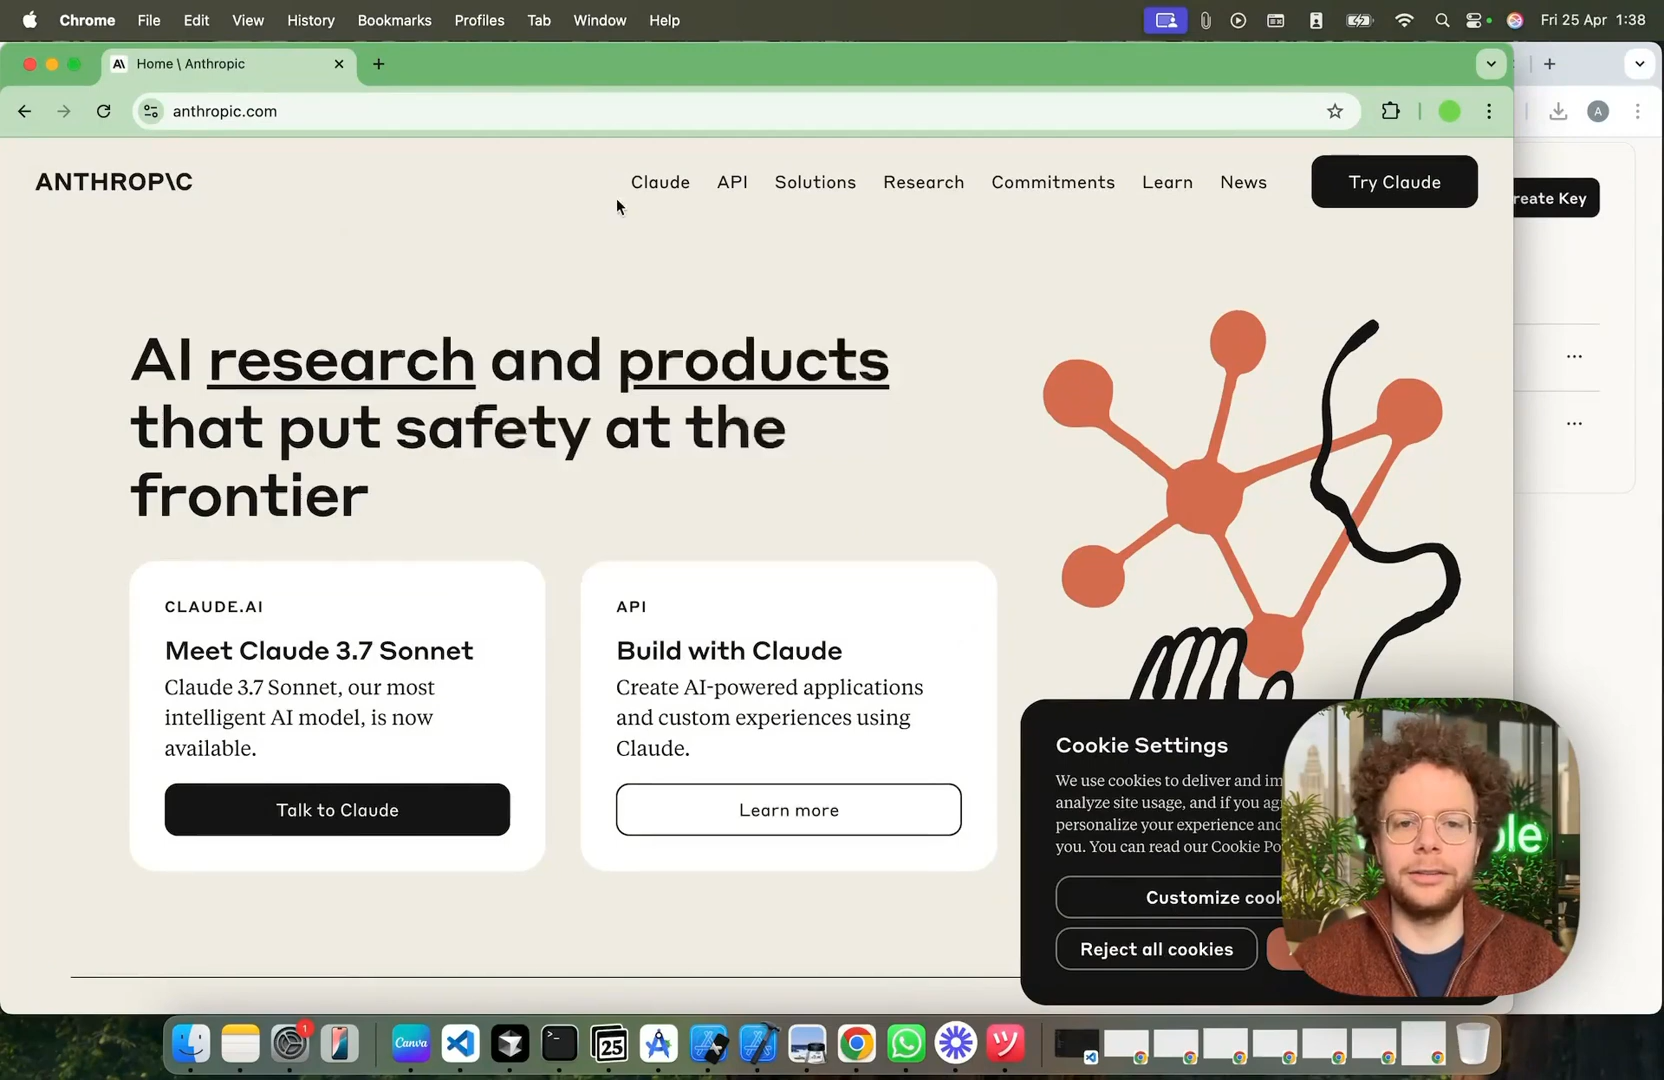 Chrome File Edit View History Bookmarks Profiles Tab Window Help
Fri 25 Apr 1:38
Home \ Anthropic
anthropic.com
A
ANTHROP\C
Claude API Solutions Research Commitments Learn News
Try Claude
reate Key
AI research and products
that put safety at the
frontier
CLAUDE.AI
Meet Claude 3.7 Sonnet
Claude 3.7 Sonnet, our most
intelligent AI model, is now
available.
Talk to Claude
API
Build with Claude
Create AI-powered applications
and custom experiences using
Claude.
Learn more
Cookie Settings
We use cookies to deliver and im
analyze site usage, and if you ag
personalize your experience and
you. You can read our Cookie Po
Customize cook
Reject all cookies
ble
1
Canva
25